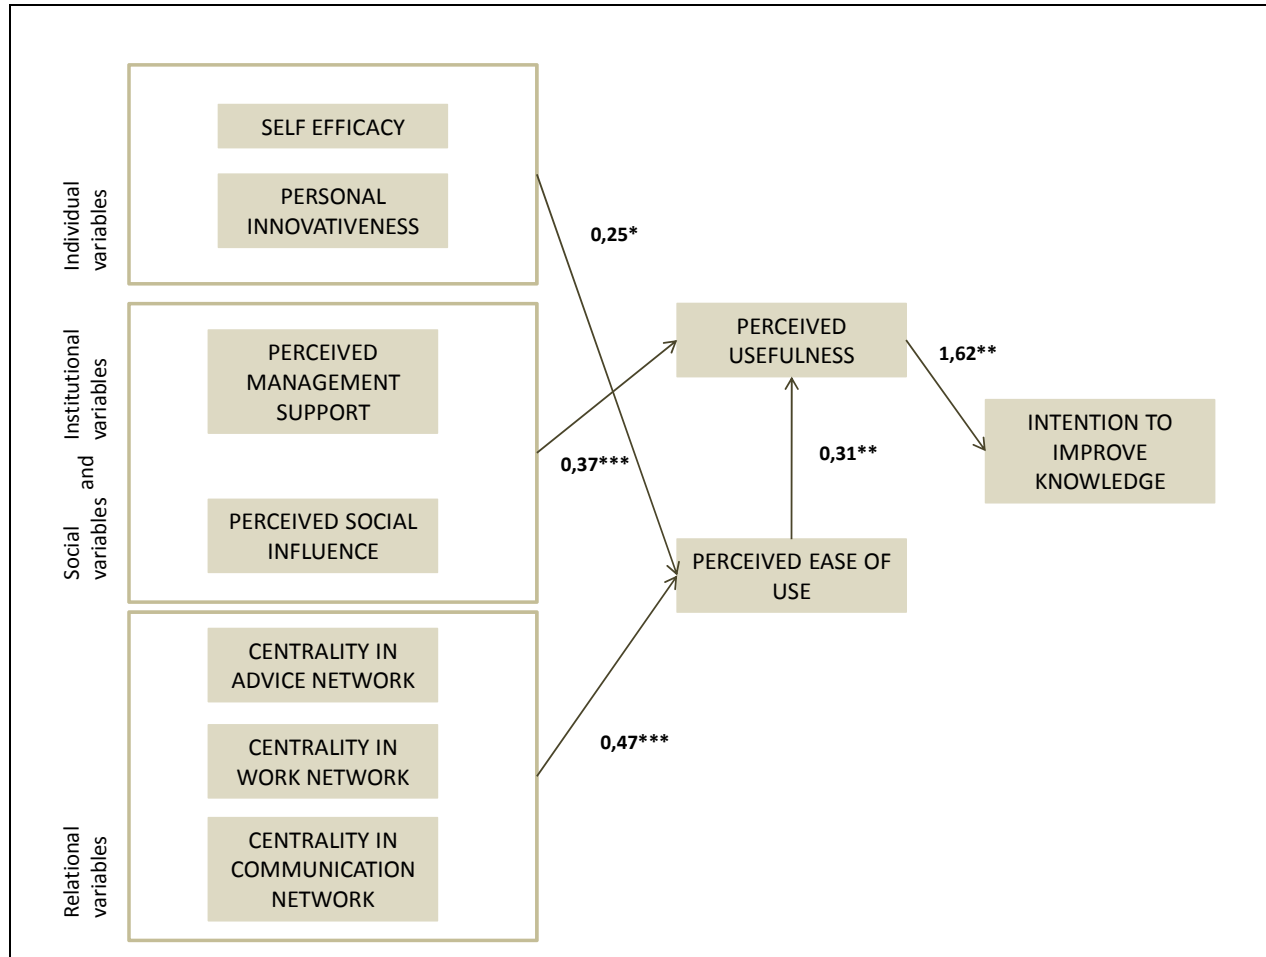 Individual
variables
SELF EFFICACY
PERSONAL
INNOVATIVENESS
Social and Institutional
variables variables
PERCEIVED
MANAGEMENT
SUPPORT
PERCEIVED SOCIAL
INFLUENCE
Relational
variables
CENTRALITY IN
ADVICE NETWORK
CENTRALITY IN
WORK NETWORK
CENTRALITY IN
COMMUNICATION
NETWORK
0,25*
0,37***
0,47***
PERCEIVED
USEFULNESS
0,31**
PERCEIVED EASE OF
USE
1,62**
INTENTION TO
IMPROVE
KNOWLEDGE